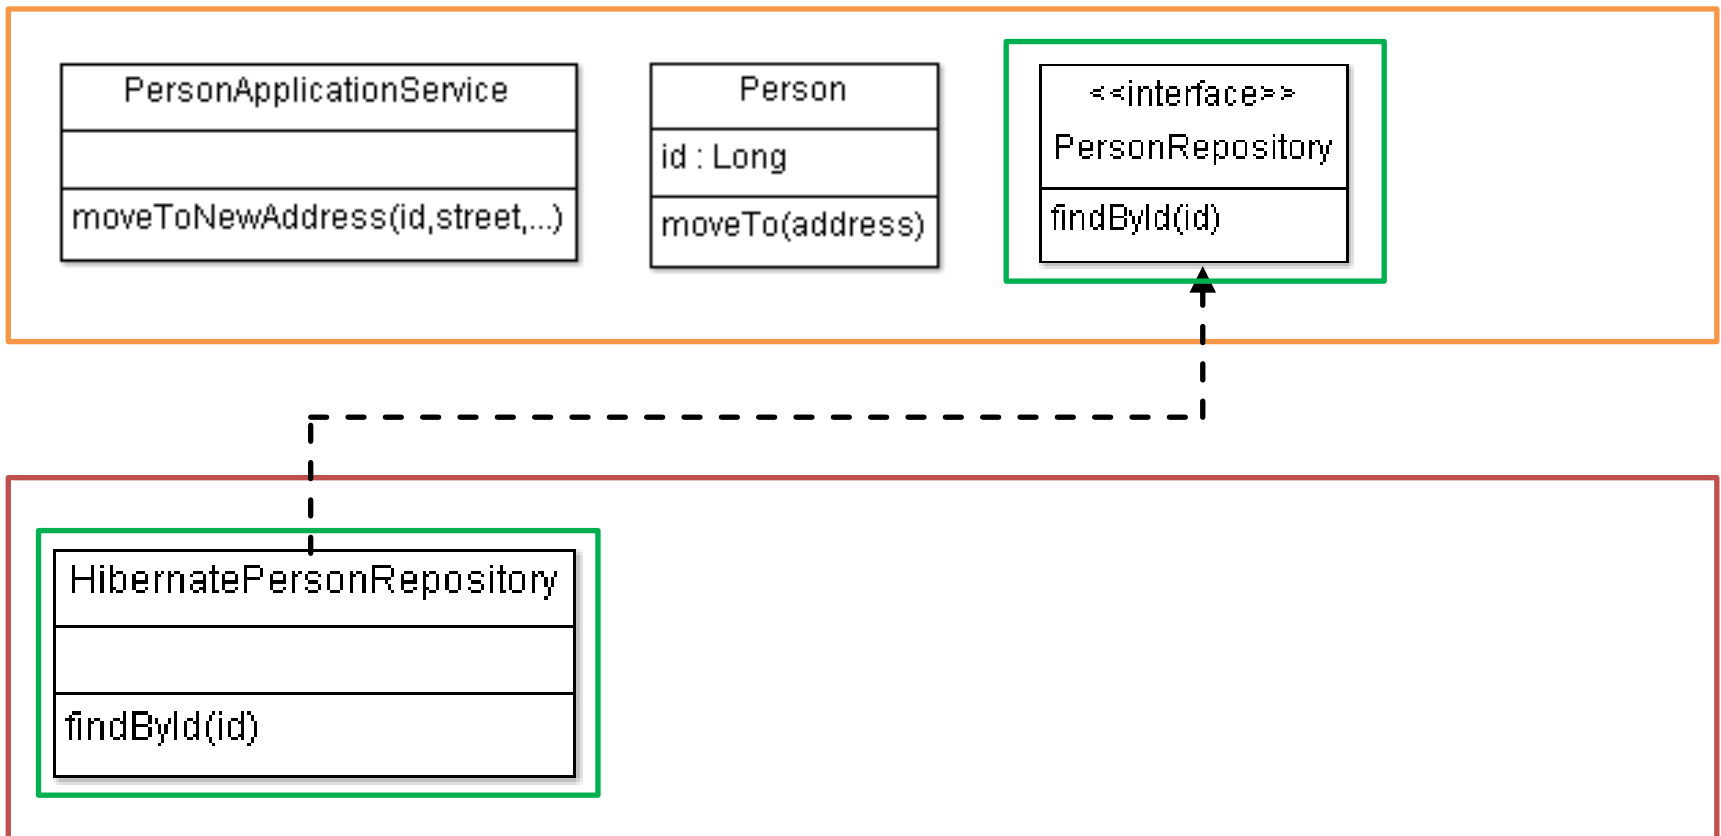 PersonApplicationService
moveToNewAddress(id,street,...)
Person
id : Long
moveTo(address)
<<interface>>
PersonRepository
findById(id)
HibernatePersonRepository
findById(id)